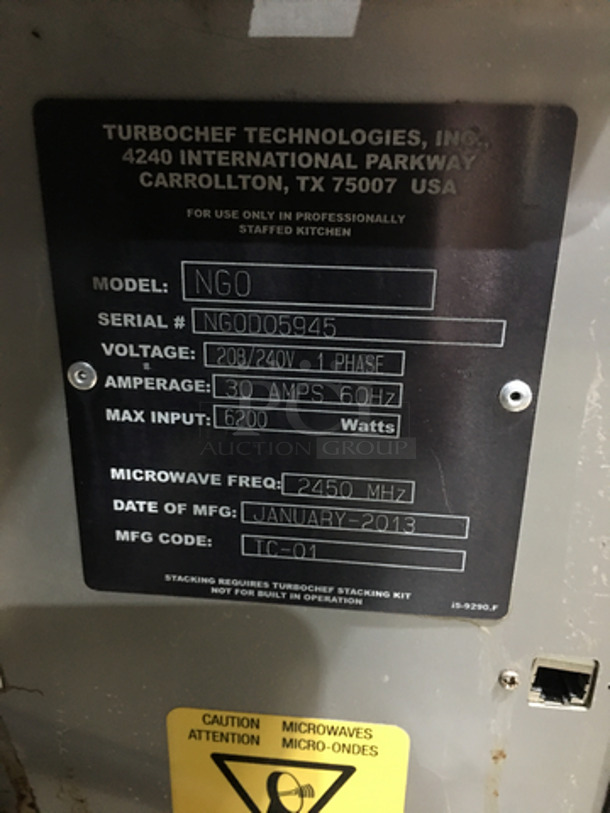 TURBOCHEF TECHNOLOGIES, INC.,
4240 INTERNATIONAL PARKWAY
CARROLLTON, TX 75007 USA
FOR USE ONLY IN PROFESSIONALLY
STAFFED KITCHEN
MODEL: NGO
SERIAL # NGOD05945
VOLTAGE: 208/240V 1 PHASE
AMPERAGE: 30 AMPS 60Hz
MAX INPUT: 6200 Watts
PCI
AUCTION GROUP
MICROWAVE FREQ: 2450 MHz
DATE OF MFG: JANUARY-2013
MFG CODE: TC-01
STACKING REQUIRES TURBOCHEF STACKING KIT
NOT FOR BUILT IN OPERATION
i5-9290.F
CAUTION MICROWAVES
ATTENTION MICRO-ONDES